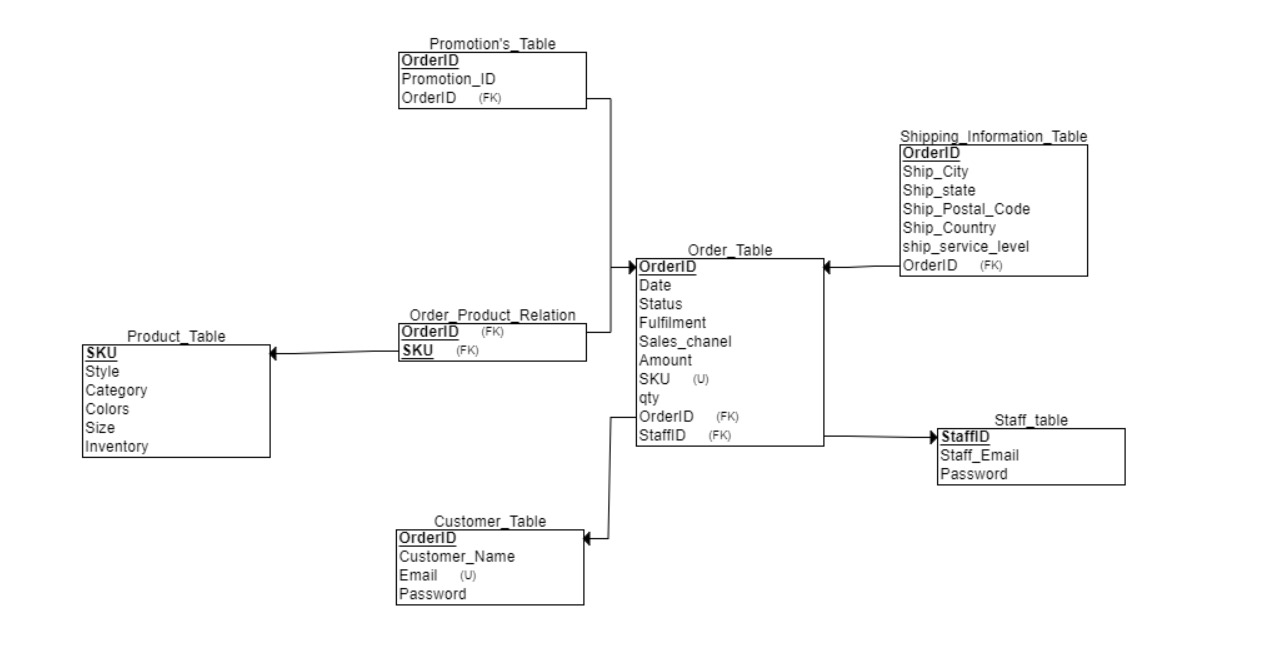 Promotion's_Table
OrderID
Promotion_ID
OrderID (FK)
Shipping_Information_Table
OrderID
Ship_City
Ship_state
Ship_Postal_Code
Ship_Country
ship_service_level
OrderID (FK)
Order_Table
OrderID
Date
Status
Fulfilment
Sales_chanel
Amount
SKU (U)
qty
OrderID (FK)
StaffID (FK)
Order_Product_Relation
OrderID (FK)
SKU (FK)
Product_Table
SKU
Style
Category
Colors
Size
Inventory
Staff_table
StaffID
Staff_Email
Password
Customer_Table
OrderID
Customer_Name
Email (U)
Password